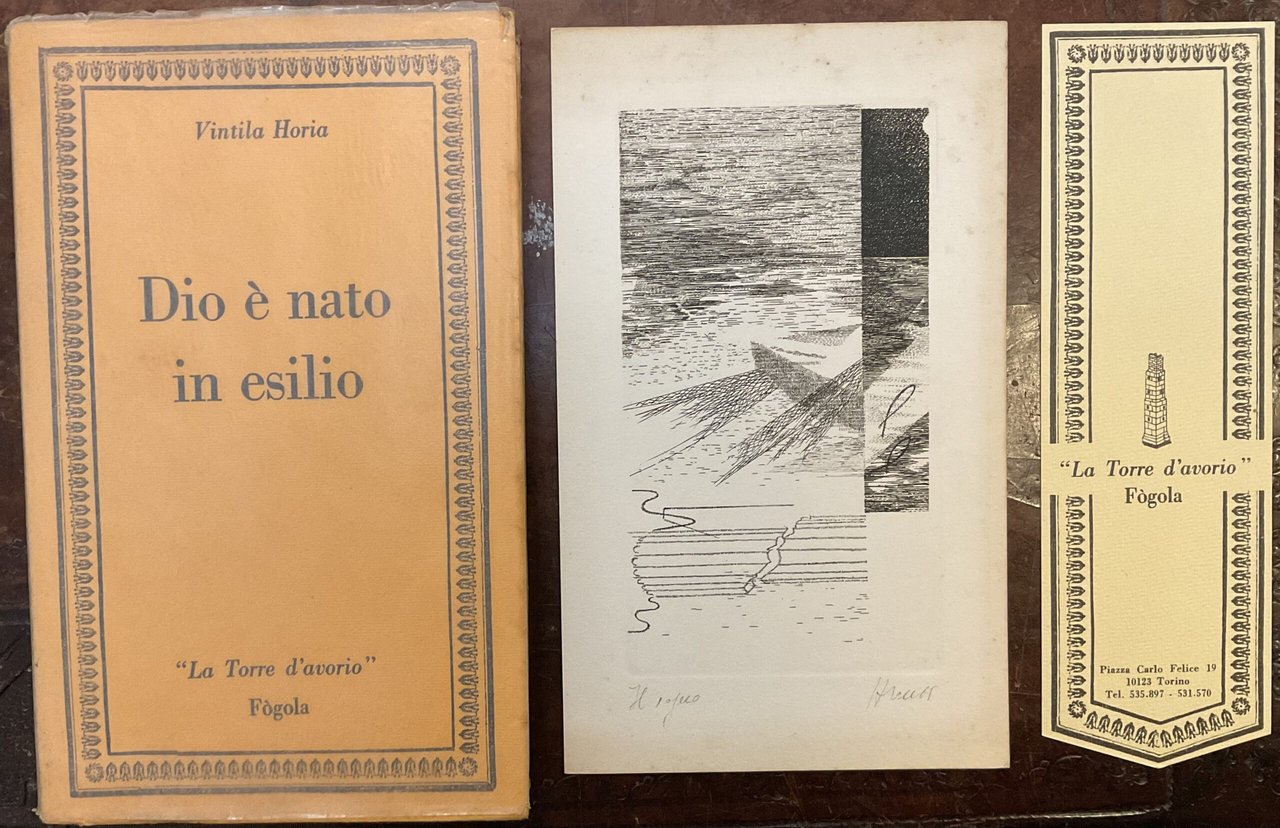 Vintila Horia
Dio è nato
in esilio
"La Torre d'avorio"
Fògola
Il
"La Torre d'avorio"
Fògola
Piazza Carlo Felice 19
10123 Torino
Tel. 535.897 - 531.570